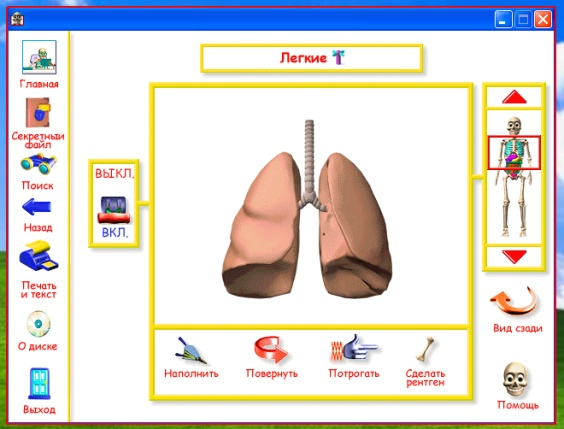 Легкие
Главная
Секретный
файл
Поиск
Назад
Печать
и текст
О диске
Выход
ВЫКЛ.
ВКЛ.
Наполнить
Повернуть
Потрогать
Сделать
рентген
Вид сзади
Помощь